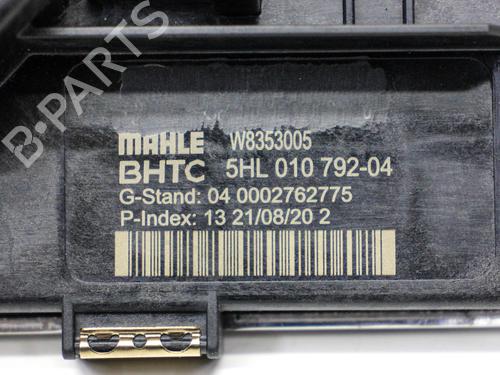 B-PARTS
MAHLE W8353005
BHTC 5HL 010 792-04
G-Stand: 04 0002762775
P-Index: 13 21/08/20 2